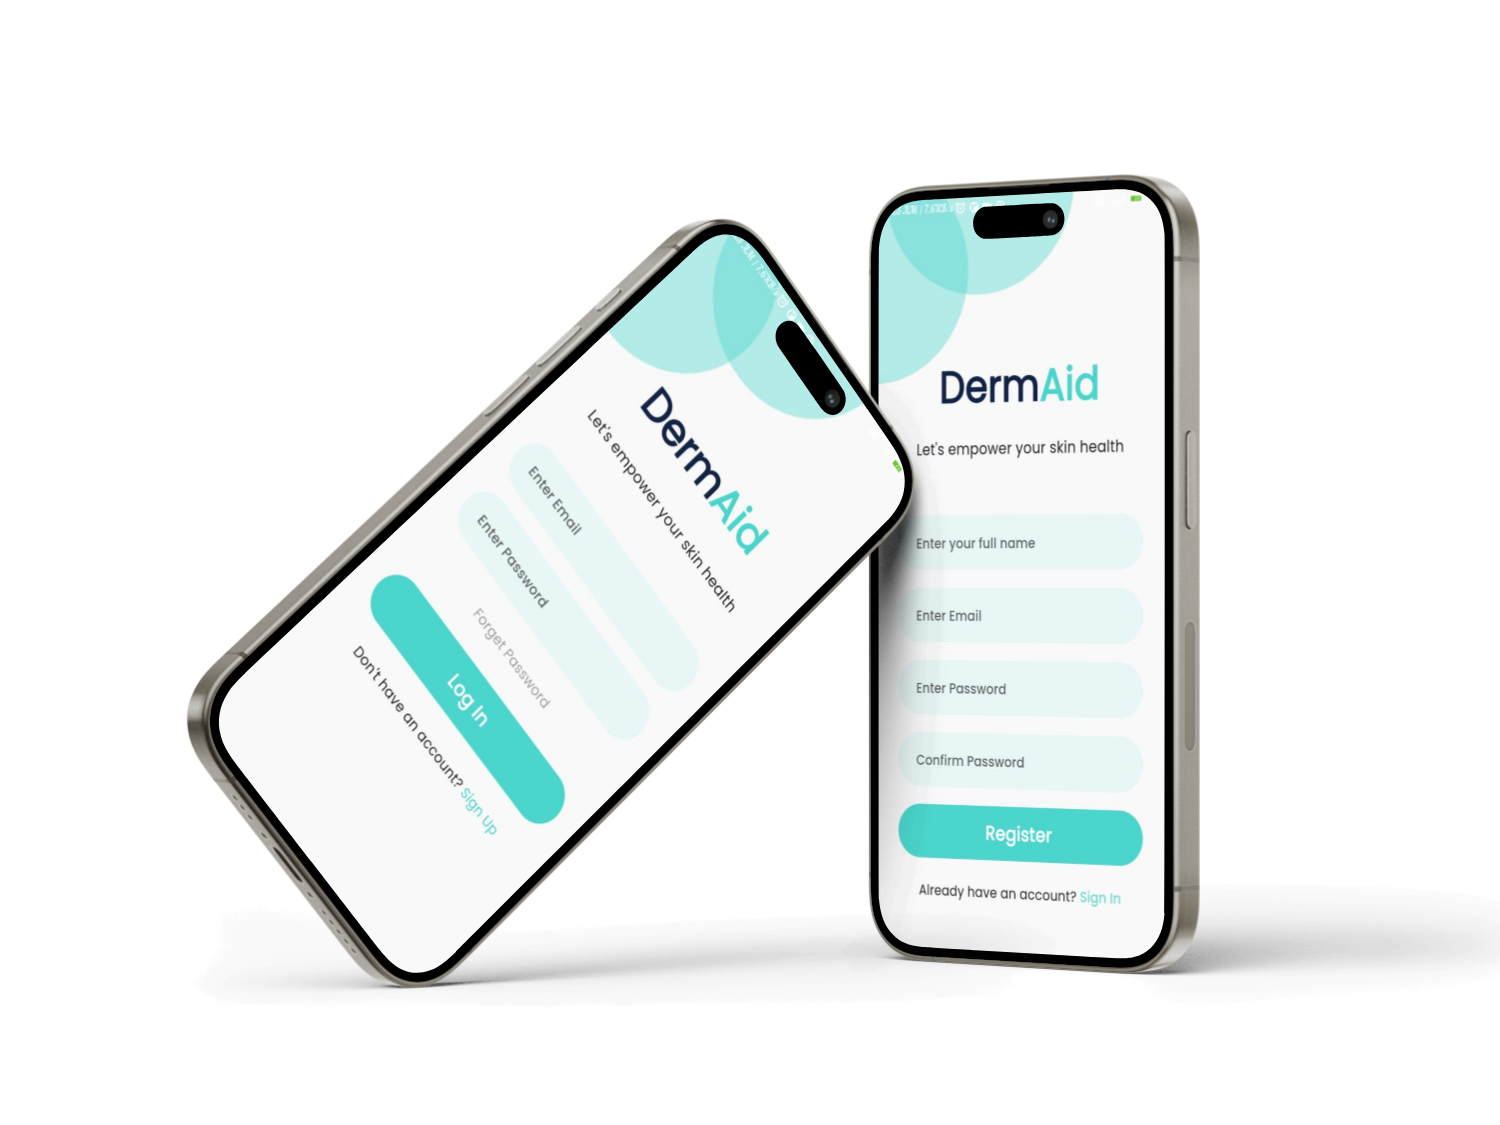 DermAid
Let's empower your skin health
Enter Email
Enter Password
Forget Password
Log In
Don't have an account? Sign Up
DermAid
Let's empower your skin health
Enter your full name
Enter Email
Enter Password
Confirm Password
Register
Already have an account? Sign In